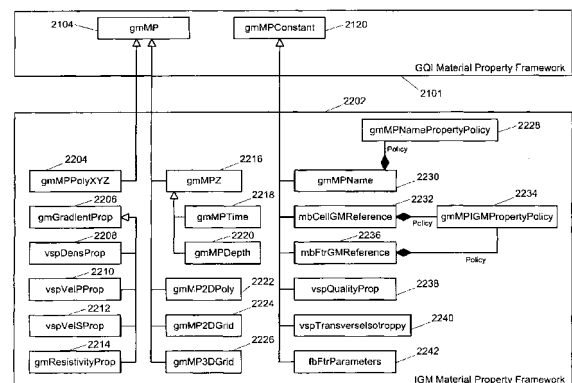 2104
gmMP
gmMPConstant
2120
GQI Material Property Framework
2101
2202
gmMPNamePropertyPolicy
2228
Policy
2204
gmMPPolyXYZ
2216
gmMPZ
gmMPName
2230
2206
gmGradientProp
2218
gmMPTime
2232
mbCellGMReference
Policy
2234
gmMPIGMPropertyPolicy
2208
vspDensProp
2220
gmMPDepth
2236
mbFtrGMReference
Policy
2210
vspVelPProp
gmMP2DPoly
2222
vspQualityProp
2238
2212
vspVelSProp
2224
gmMP2DGrid
vspTransverseIsotroppy
2240
2214
gmResistivityProp
2226
gmMP3DGrid
fbFtrParameters
2242
IGM Material Property Framework